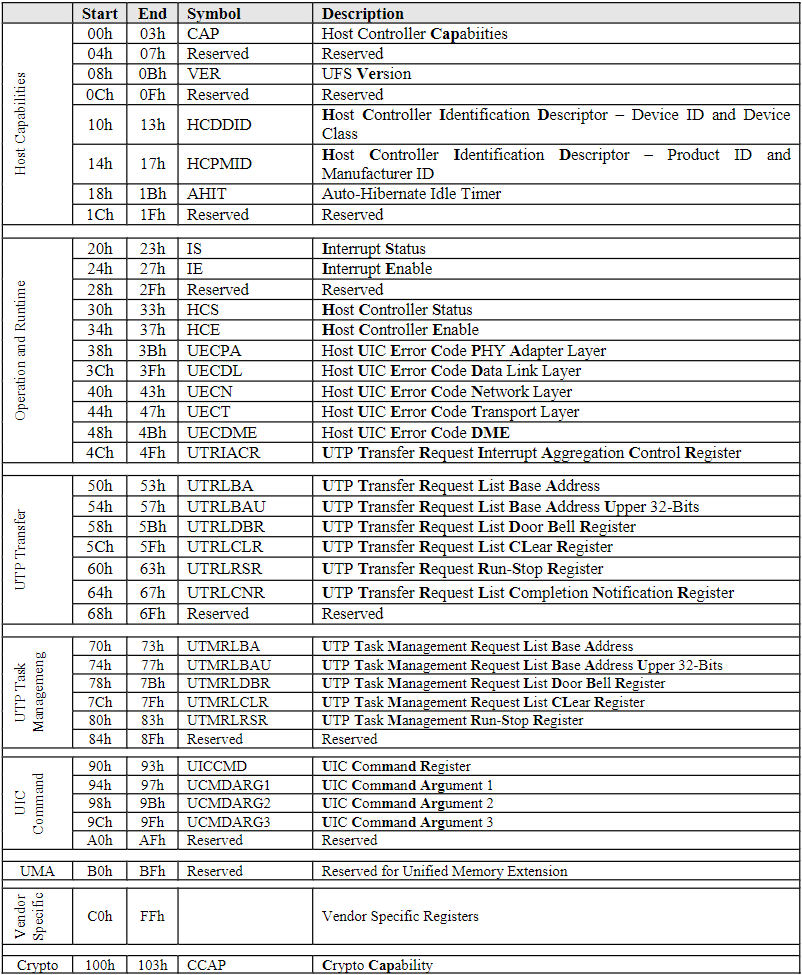 Start End Symbol Description
Host Capabilities
00h 03h CAP Host Controller Capabiities
04h 07h Reserved Reserved
08h 0Bh VER UFS Version
0Ch 0Fh Reserved Reserved
10h 13h HCDDID Host Controller Identification Descriptor – Device ID and Device
Class
14h 17h HCPMID Host Controller Identification Descriptor – Product ID and
Manufacturer ID
18h 1Bh AHIT Auto-Hibernate Idle Timer
1Ch 1Fh Reserved Reserved
Operation and Runtime
20h 23h IS Interrupt Status
24h 27h IE Interrupt Enable
28h 2Fh Reserved Reserved
30h 33h HCS Host Controller Status
34h 37h HCE Host Controller Enable
38h 3Bh UECPA Host UIC Error Code PHY Adapter Layer
3Ch 3Fh UECDL Host UIC Error Code Data Link Layer
40h 43h UECN Host UIC Error Code Network Layer
44h 47h UECT Host UIC Error Code Transport Layer
48h 4Bh UECDME Host UIC Error Code DME
4Ch 4Fh UTRIACR UTP Transfer Request Interrupt Aggregation Control Register
UTP Transfer
50h 53h UTRLBA UTP Transfer Request List Base Address
54h 57h UTRLBAU UTP Transfer Request List Base Address Upper 32-Bits
58h 5Bh UTRLDBR UTP Transfer Request List Door Bell Register
5Ch 5Fh UTRLCLR UTP Transfer Request List CLear Register
60h 63h UTRLRSR UTP Transfer Request Run-Stop Register
64h 67h UTRLCNR UTP Transfer Request List Completion Notification Register
68h 6Fh Reserved Reserved
UTP Task
Managemeng
70h 73h UTMRLBA UTP Task Management Request List Base Address
74h 77h UTMRLBAU UTP Task Management Request List Base Address Upper 32-Bits
78h 7Bh UTMRLDBR UTP Task Management Request List Door Bell Register
7Ch 7Fh UTMRLCLR UTP Task Management Request List CLear Register
80h 83h UTMRLRSR UTP Task Management Run-Stop Register
84h 8Fh Reserved Reserved
UIC
Command
90h 93h UICCMD UIC Command Register
94h 97h UCMDARG1 UIC Command Argument 1
98h 9Bh UCMDARG2 UIC Command Argument 2
9Ch 9Fh UCMDARG3 UIC Command Argument 3
A0h AFh Reserved Reserved
UMA B0h BFh Reserved Reserved for Unified Memory Extension
Vendor
Specific
C0h FFh Vendor Specific Registers
Crypto 100h 103h CCAP Crypto Capability